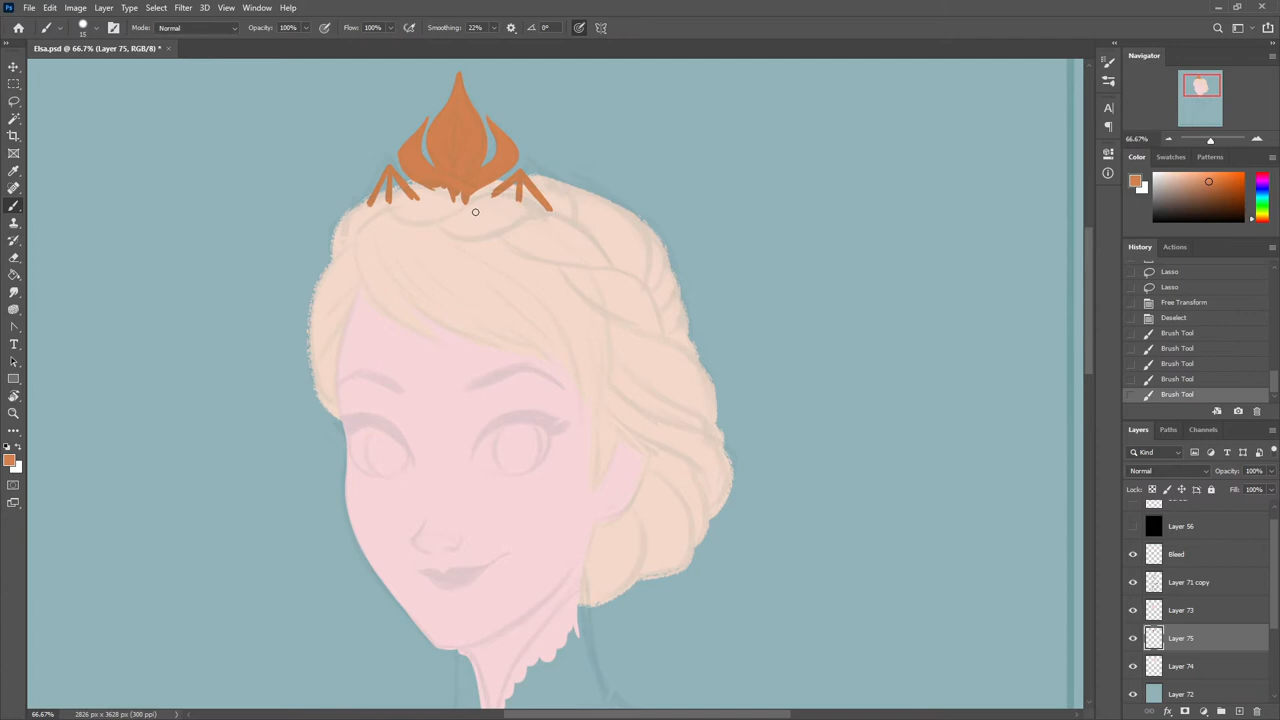 File Edit Image Layer Type Select Filter 3D View Window Help
15 Mode: Normal Opacity: 100% Flow: 100% Smoothing: 22% 0°
Elsa.psd @ 66.7% (Layer 75, RGB/8) *
Navigator
66.67%
Color Swatches Patterns
History Actions
Lasso
Lasso
Free Transform
Deselect
Brush Tool
Brush Tool
Brush Tool
Brush Tool
Brush Tool
Layers Paths Channels
Kind
Normal Opacity: 100%
Lock: Fill: 100%
Layer 56
Bleed
Layer 71 copy
Layer 73
Layer 75
Layer 74
Layer 72
66.67% 2826 px x 3628 px (300 ppi)